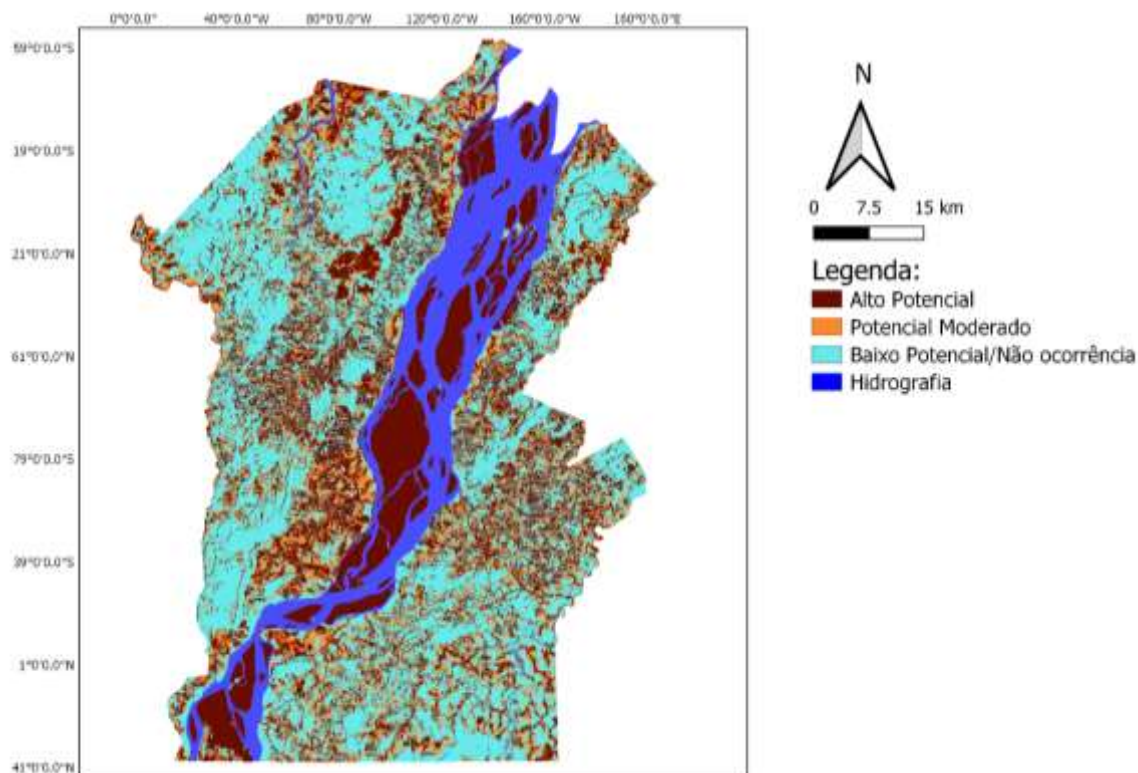 0°0'0.0" 40°0'0.0"W 80°0'0.0"W 120°0'0.0"W 160°0'0.0"W 160°0'0.0"E
59°0'0.0"S
19°0'0.0"S
21°0'0.0"N
61°0'0.0"N
79°0'0.0"S
39°0'0.0"S
1°0'0.0"N
41°0'0.0"N
N
0 7.5 15 km
Legenda:
Alto Potencial
Potencial Moderado
Baixo Potencial/Não ocorrência
Hidrografia